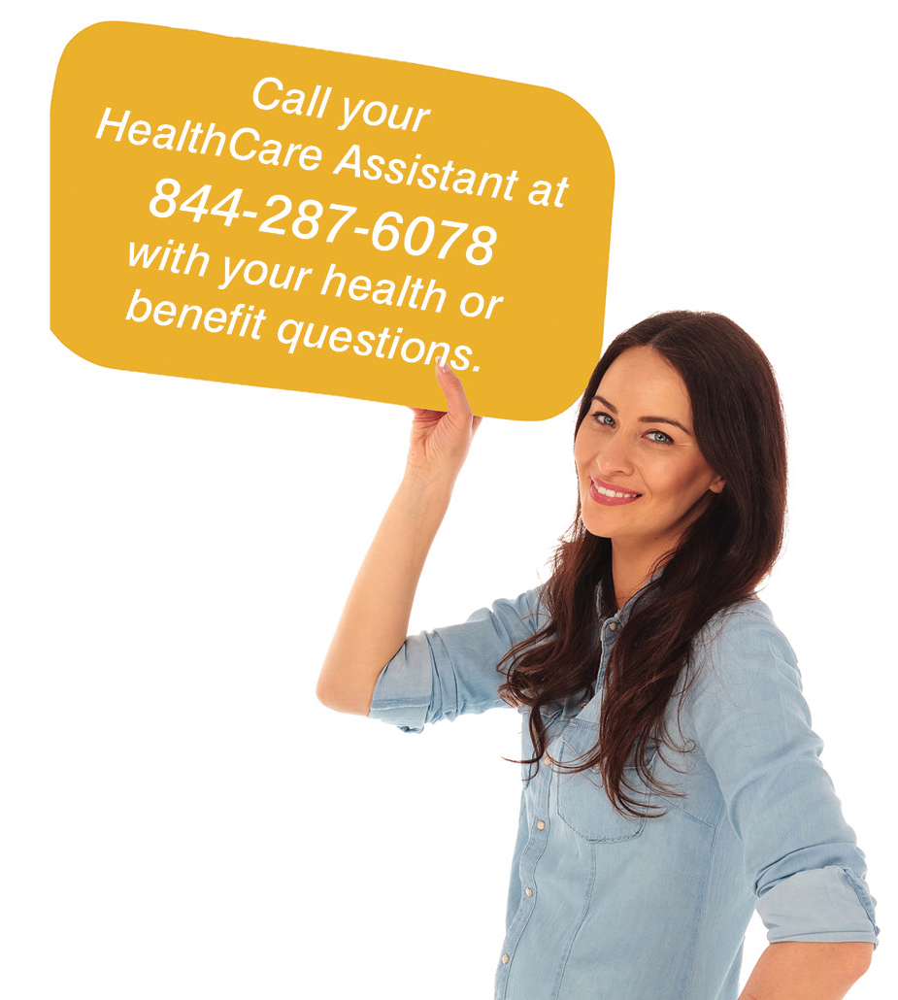 Call your
HealthCare Assistant at
844-287-6078
with your health or
benefit questions.